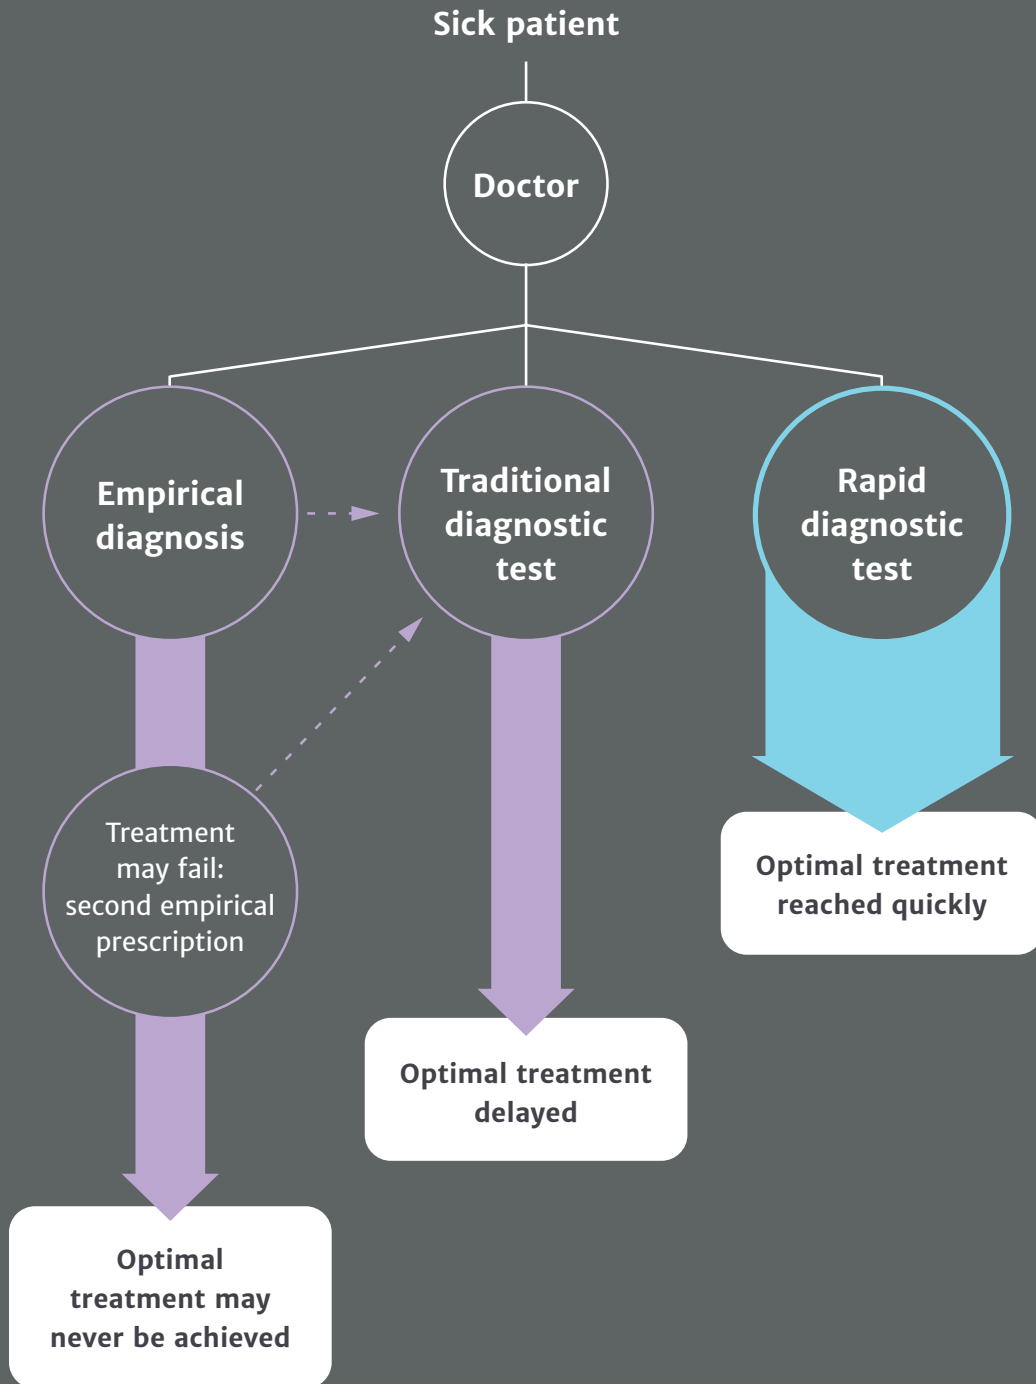 Sick patient
Doctor
Empirical
diagnosis
Traditional
diagnostic
test
Rapid
diagnostic
test
Treatment
may fail:
second empirical
prescription
Optimal treatment
reached quickly
Optimal treatment
delayed
Optimal
treatment may
never be achieved